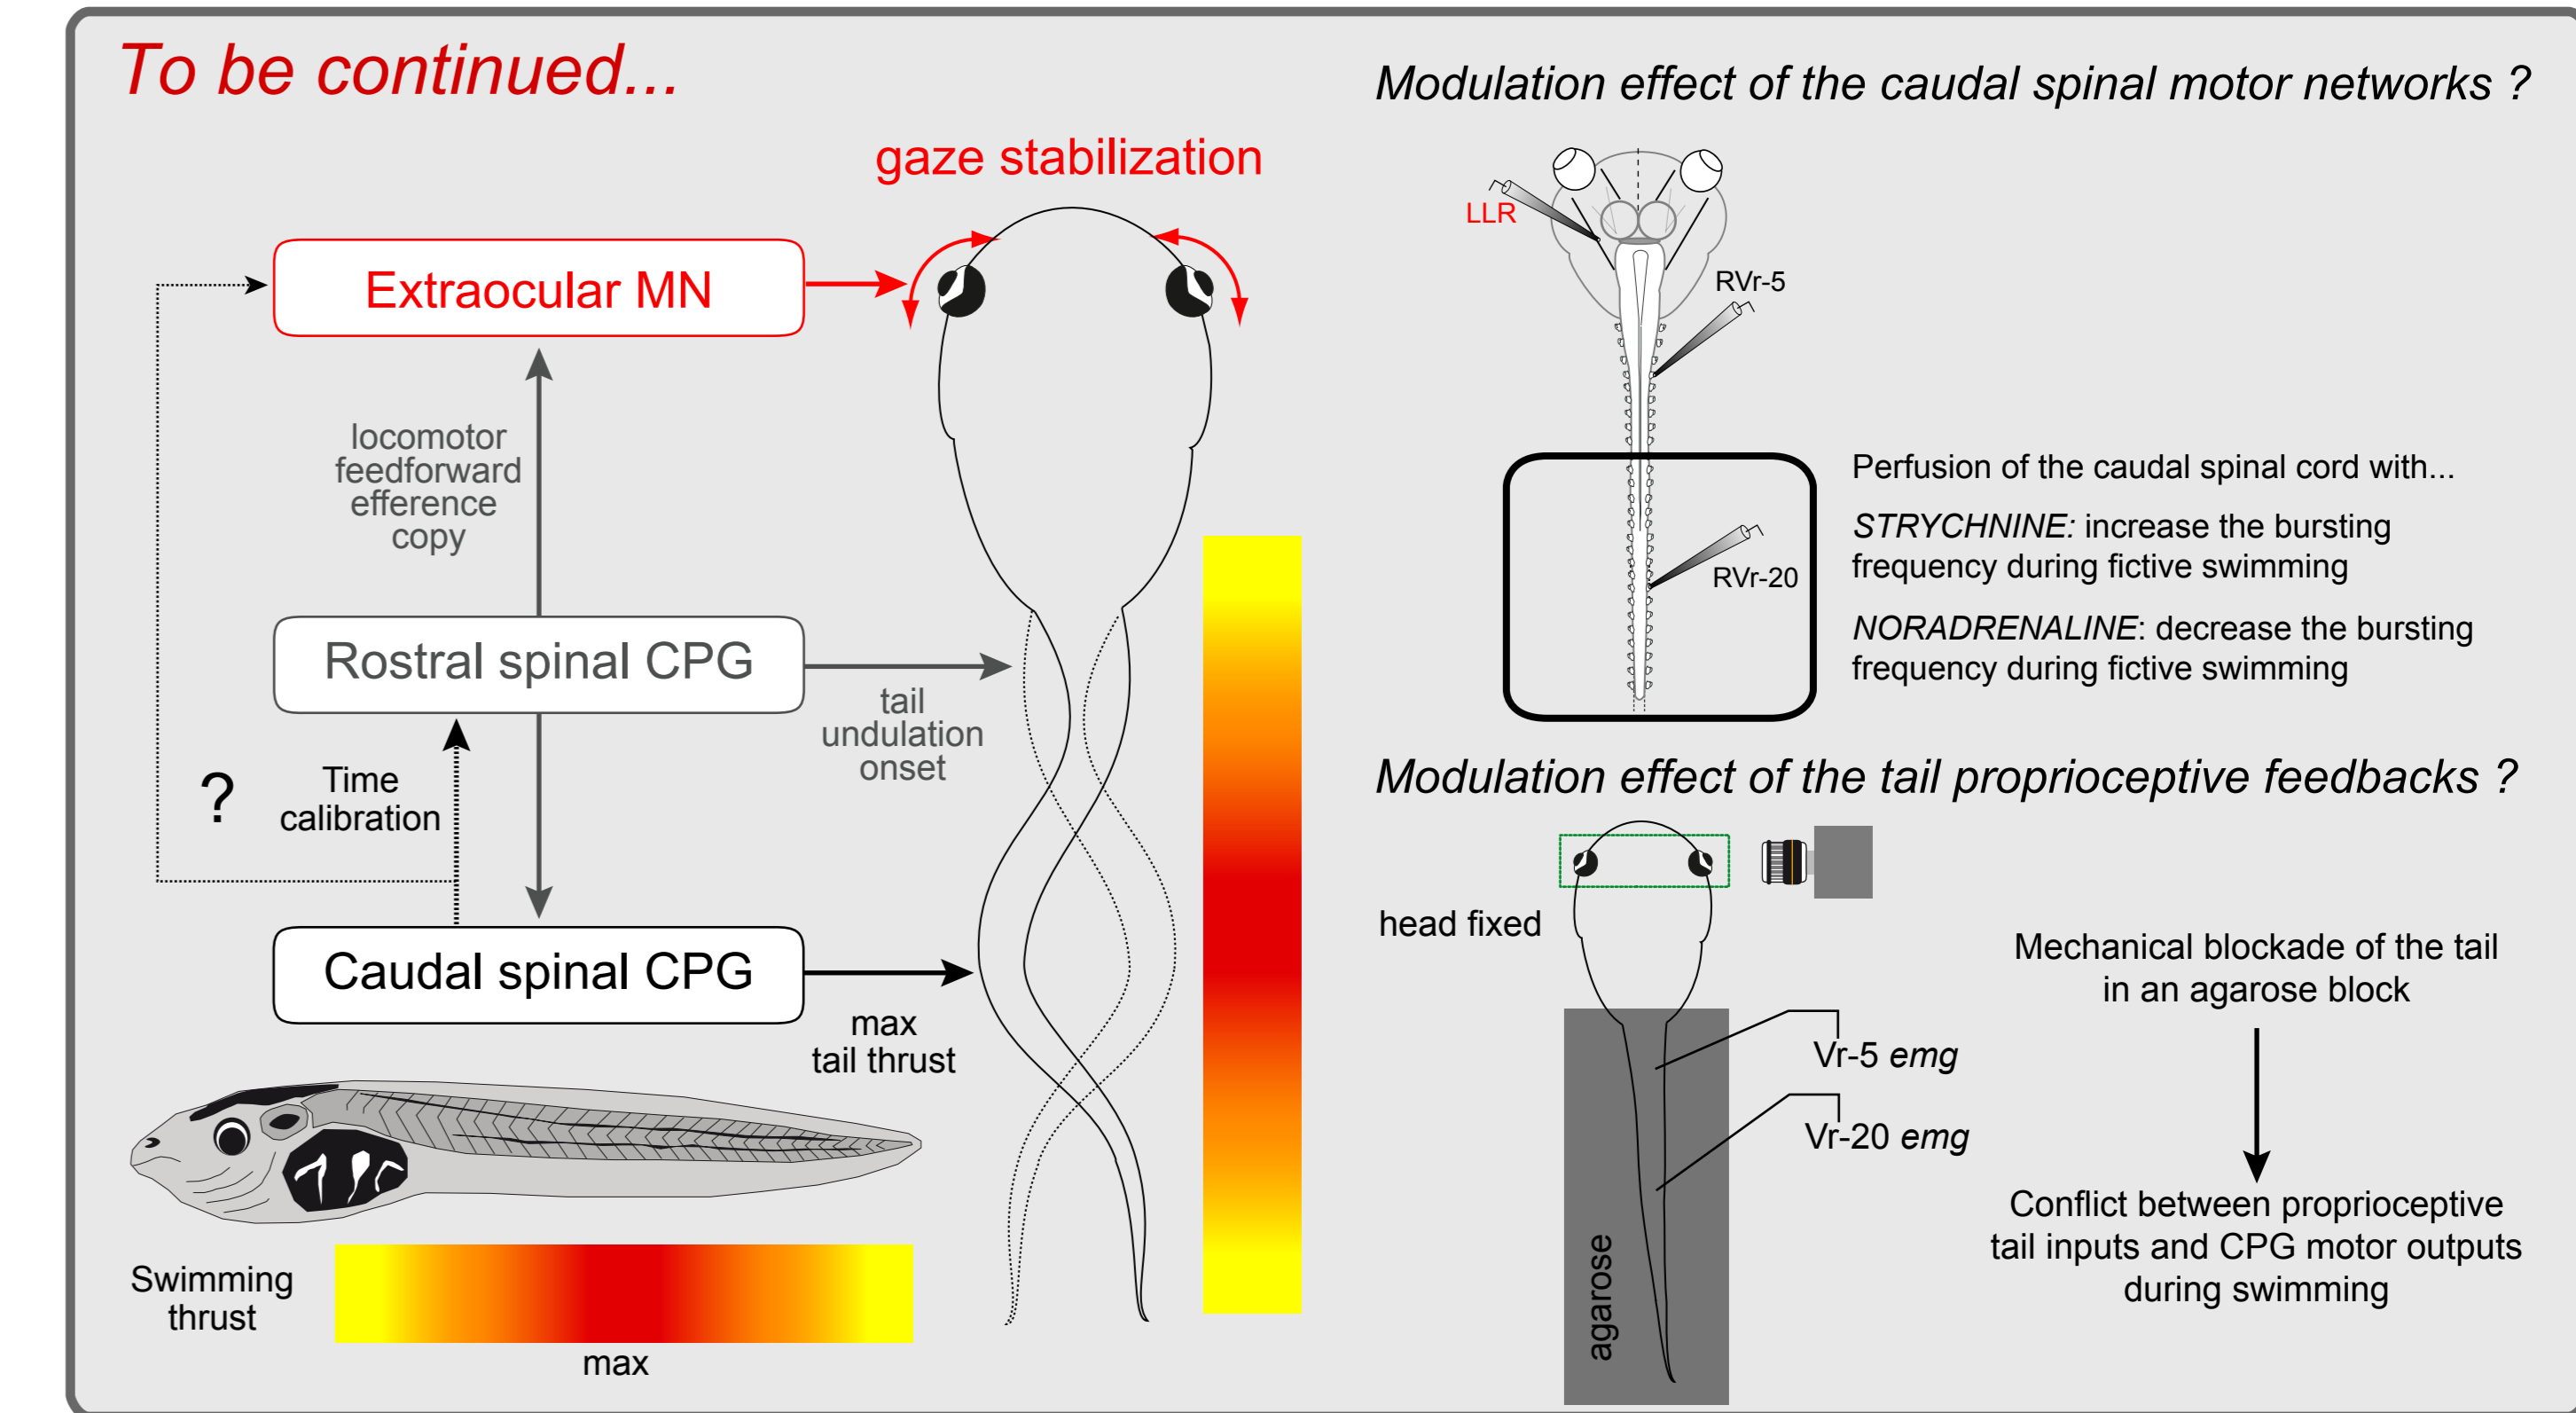 To be continued...
gaze stabilization
Extraocular MN
locomotor
feedforward
efference
copy
Rostral spinal CPG
tail
undulation
onset
?
Time
calibration
Caudal spinal CPG
max
tail thrust
Swimming
thrust
max
Modulation effect of the caudal spinal motor networks ?
LLR
RVr-5
RVr-20
Perfusion of the caudal spinal cord with...
STRYCHNINE: increase the bursting
frequency during fictive swimming
NORADRENALINE: decrease the bursting
frequency during fictive swimming
Modulation effect of the tail proprioceptive feedbacks ?
head fixed
Vr-5 emg
Vr-20 emg
agarose
Mechanical blockade of the tail
in an agarose block
Conflict between proprioceptive
tail inputs and CPG motor outputs
during swimming